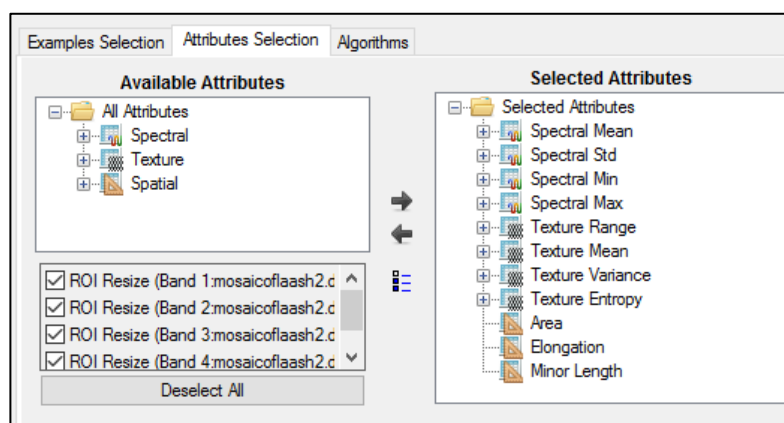 Examples Selection Attributes Selection Algorithms
Available Attributes
All Attributes
Spectral
Texture
Spatial
ROI Resize (Band 1:mosaicoflaash2.d
ROI Resize (Band 2:mosaicoflaash2.d
ROI Resize (Band 3:mosaicoflaash2.d
ROI Resize (Band 4:mosaicoflaash2.d
Deselect All
Selected Attributes
Selected Attributes
Spectral Mean
Spectral Std
Spectral Min
Spectral Max
Texture Range
Texture Mean
Texture Variance
Texture Entropy
Area
Elongation
Minor Length